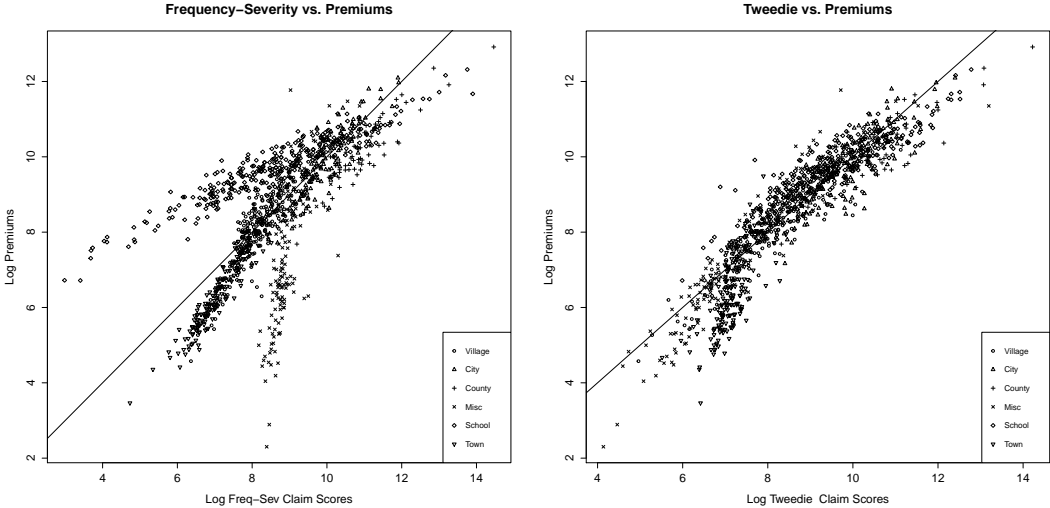 Frequency−Severity vs. Premiums
Log Premiums
12
10
8
6
4
2
4 6 8 10 12 14
Log Freq−Sev Claim Scores
Village
City
County
Misc
School
Town
Tweedie vs. Premiums
Log Premiums
12
10
8
6
4
2
4 6 8 10 12 14
Log Tweedie Claim Scores
Village
City
County
Misc
School
Town